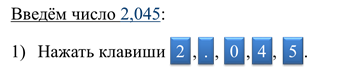 Введём число 2,045:
1) Нажать клавиши 2 , . , 0 , 4 , 5 .